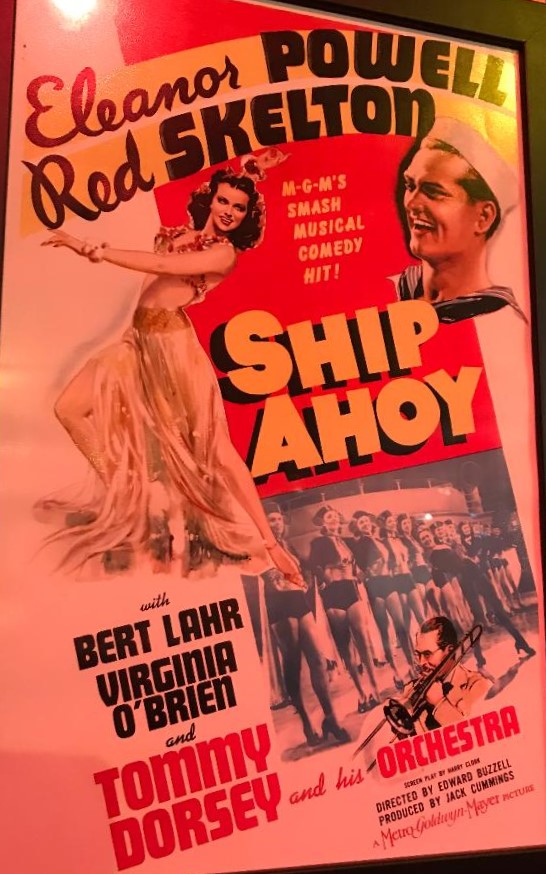 Eleanor POWELL
Red SKELTON
M-G-M'S
SMASH
MUSICAL
COMEDY
HIT!
SHIP
AHOY
with
BERT LAHR
VIRGINIA
O'BRIEN
and
TOMMY
DORSEY
and his
ORCHESTRA
SCREEN PLAY BY HARRY CLORK
DIRECTED BY EDWARD BUZZELL
PRODUCED BY JACK CUMMINGS
A Metro-Goldwyn-Mayer PICTURE